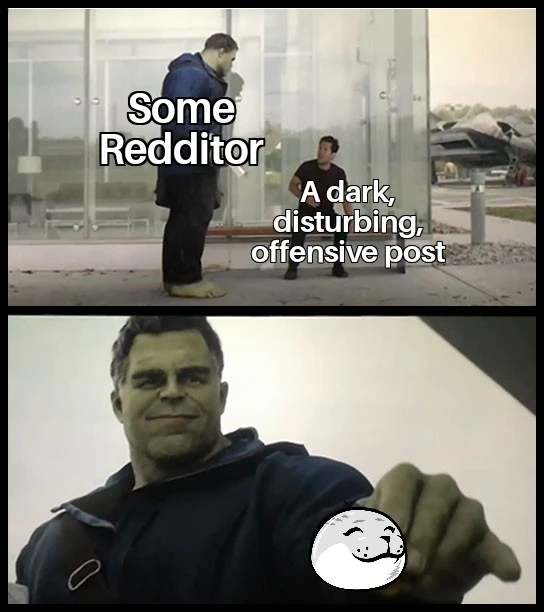 Some
Redditor
A dark,
disturbing,
offensive post